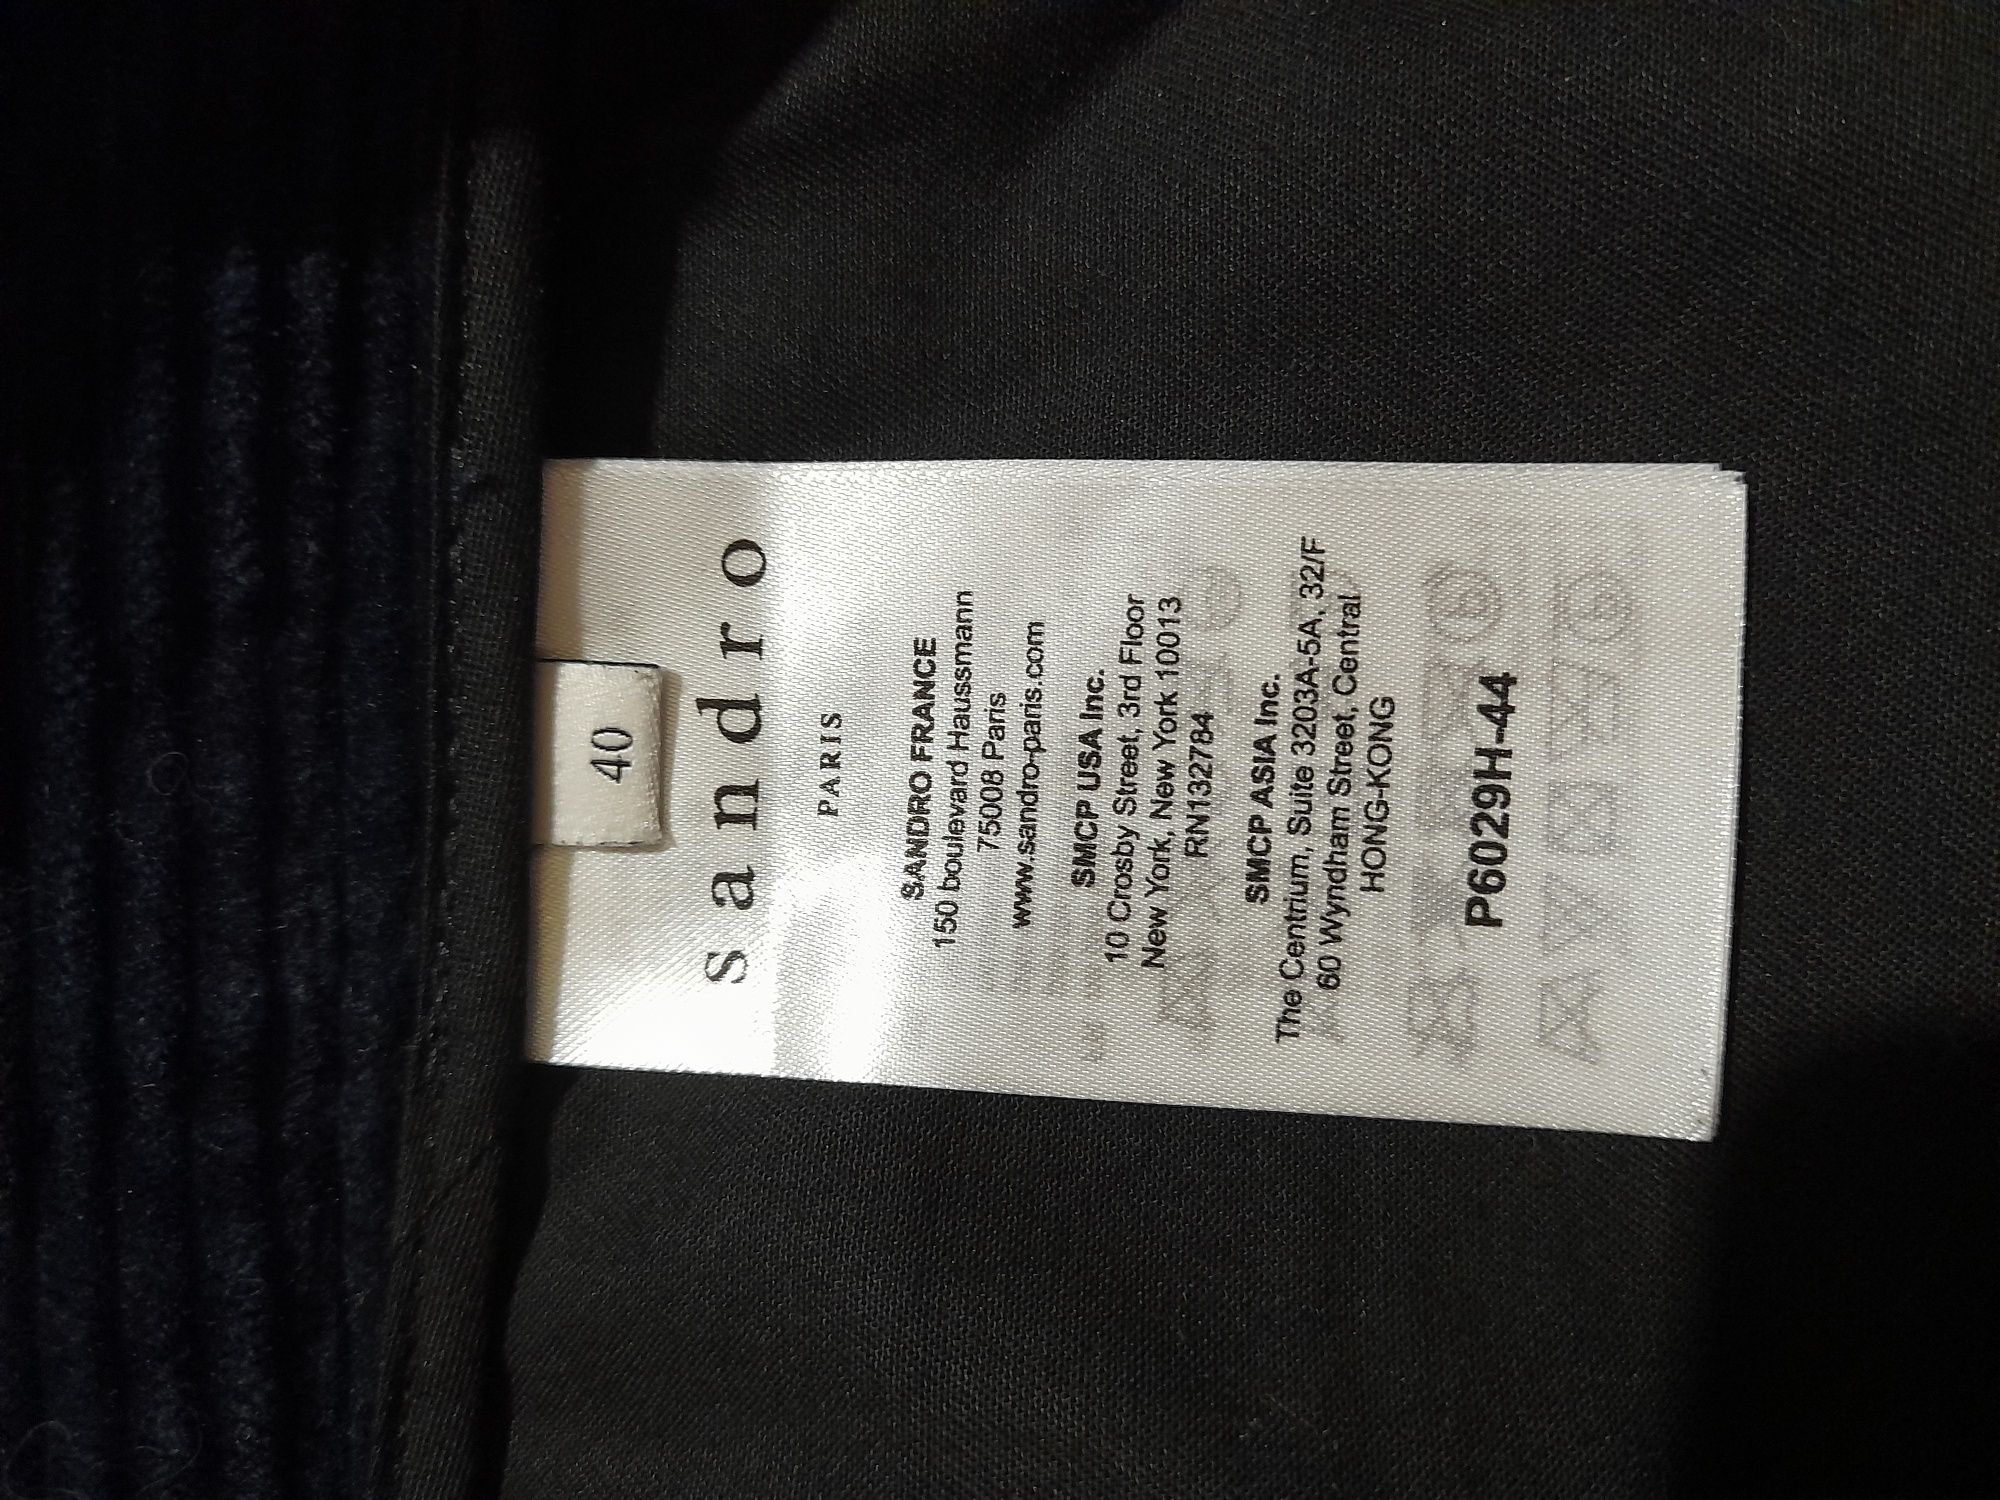 40
sandro
PARIS
SANDRO FRANCE
150 boulevard Haussmann
75008 Paris
www.sandro-paris.com
SMCP USA Inc.
10 Crosby Street, 3rd Floor
New York, New York 10013
RN132784
SMCP ASIA Inc.
The Centrium, Suite 3203A-5A, 32/F
60 Wyndham Street, Central
HONG-KONG
P6029H-44